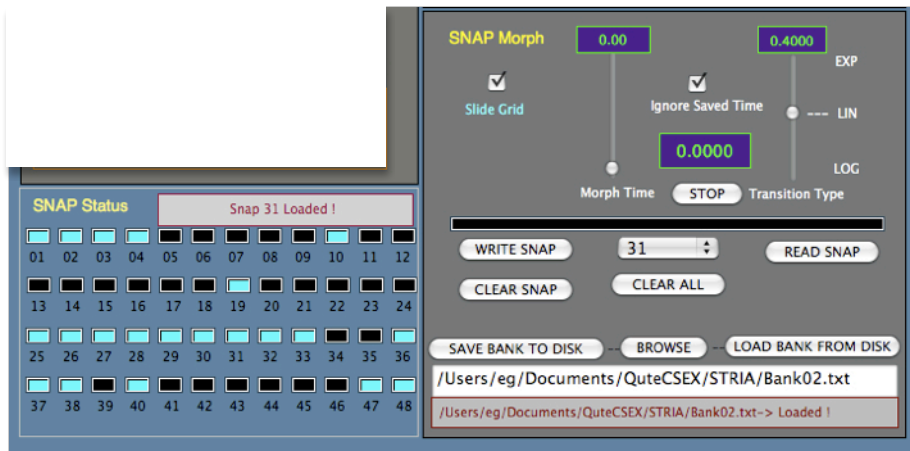 SNAP Morph
0.00
0.4000
EXP
Slide Grid
Ignore Saved Time
--- LIN
0.0000
LOG
Morph Time
STOP
Transition Type
SNAP Status
Snap 31 Loaded !
01 02 03 04 05 06 07 08 09 10 11 12
13 14 15 16 17 18 19 20 21 22 23 24
25 26 27 28 29 30 31 32 33 34 35 36
37 38 39 40 41 42 43 44 45 46 47 48
WRITE SNAP
31
READ SNAP
CLEAR SNAP
CLEAR ALL
SAVE BANK TO DISK -- BROWSE -- LOAD BANK FROM DISK
/Users/eg/Documents/QuteCSEX/STRIA/Bank02.txt
/Users/eg/Documents/QuteCSEX/STRIA/Bank02.txt-> Loaded !